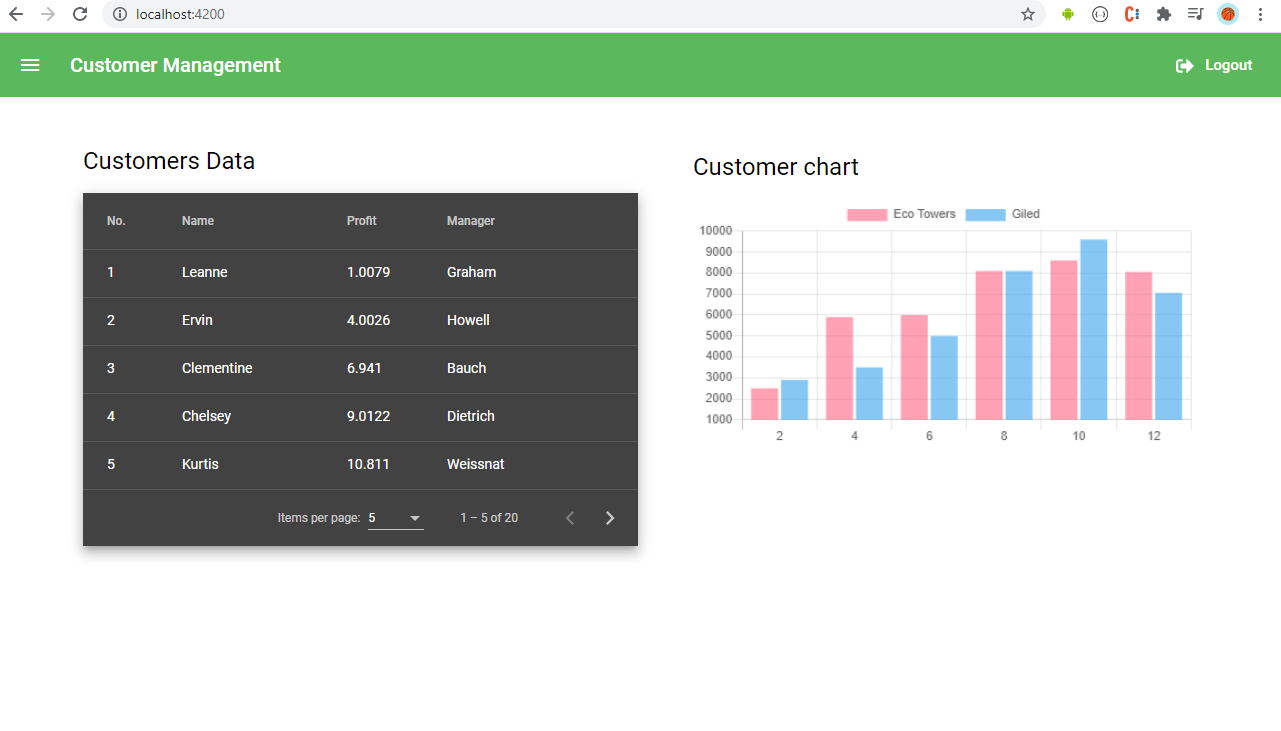 localhost:4200
Customer Management
Logout
Customers Data
No. Name Profit Manager
1 Leanne 1.0079 Graham
2 Ervin 4.0026 Howell
3 Clementine 6.941 Bauch
4 Chelsey 9.0122 Dietrich
5 Kurtis 10.811 Weissnat
Items per page: 5 1 – 5 of 20
Customer chart
Eco Towers Giled
10000
9000
8000
7000
6000
5000
4000
3000
2000
1000
2 4 6 8 10 12